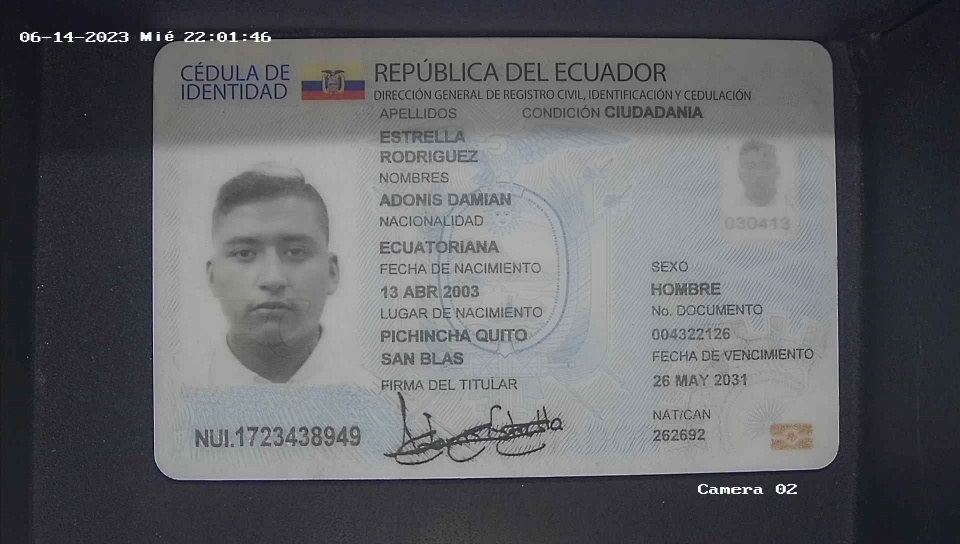 06-14-2023 Mié 22:01:46
CÉDULA DE IDENTIDAD
REPÚBLICA DEL ECUADOR
DIRECCIÓN GENERAL DE REGISTRO CIVIL, IDENTIFICACIÓN Y CEDULACIÓN
APELLIDOS
CONDICIÓN CIUDADANIA
ESTRELLA
RODRIGUEZ
NOMBRES
ADONIS DAMIAN
NACIONALIDAD
ECUATORIANA
FECHA DE NACIMIENTO
13 ABR 2003
LUGAR DE NACIMIENTO
PICHINCHA QUITO
SAN BLAS
FIRMA DEL TITULAR
030413
SEXO
HOMBRE
No. DOCUMENTO
004322126
FECHA DE VENCIMIENTO
26 MAY 2031
NAT/CAN
262692
NUI.1723438949
Camera 02